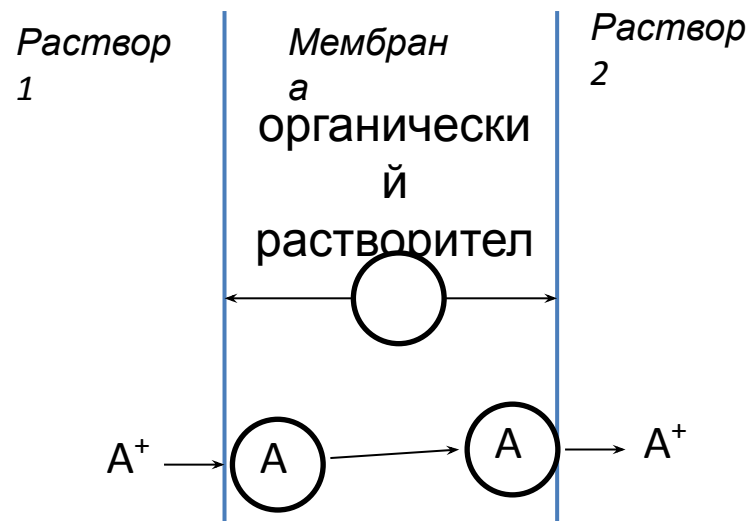 Раствор
1
Мембран
а
органически
й
растворител
Раствор
2
A⁺
A
A
A⁺